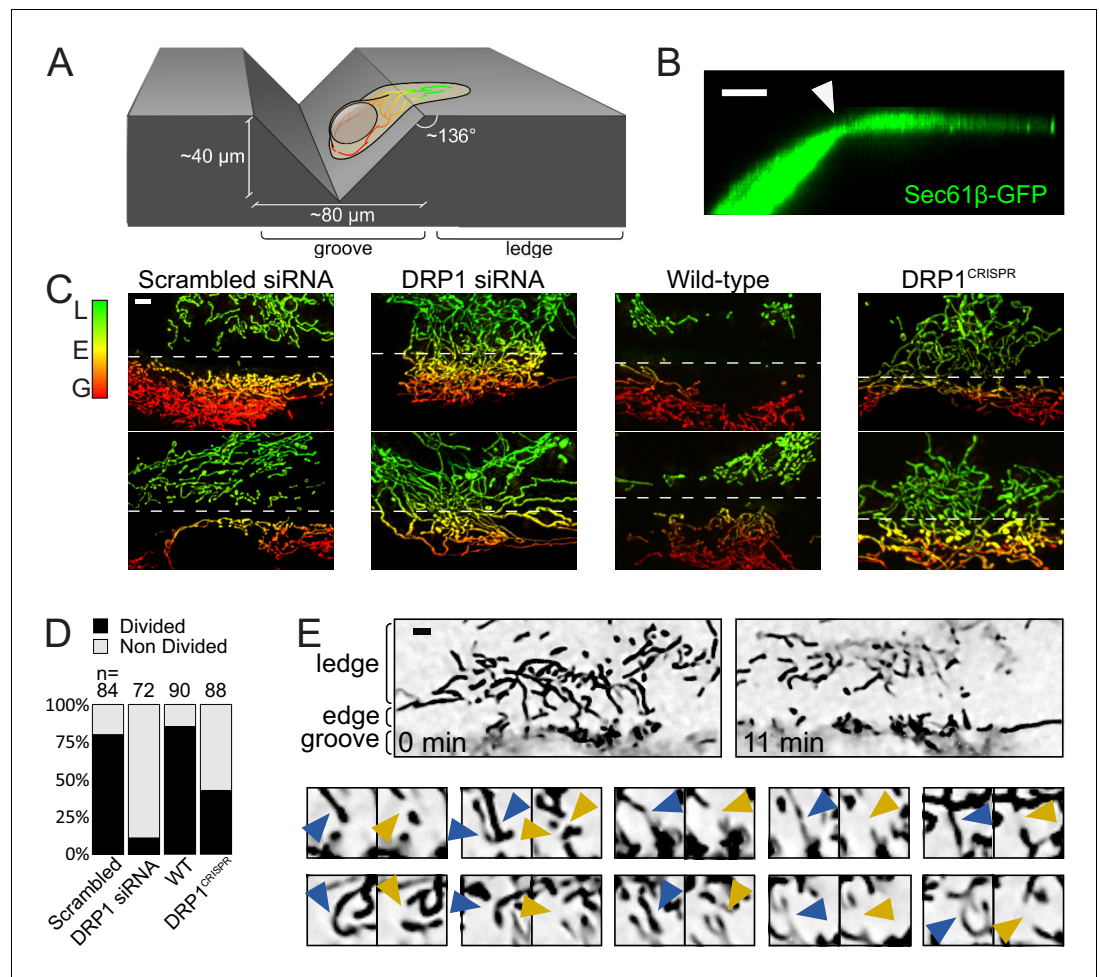 A
~136°
~40 µm
~80 µm
groove
ledge
B
Sec61β-GFP
C
Scrambled siRNA
DRP1 siRNA
Wild-type
DRP1CRISPR
L
E
G
D
Divided
Non Divided
n=
84 72 90 88
100%
75%
50%
25%
0%
Scrambled
DRP1 siRNA
WT
DRP1CRISPR
E
ledge
edge
groove
0 min
11 min